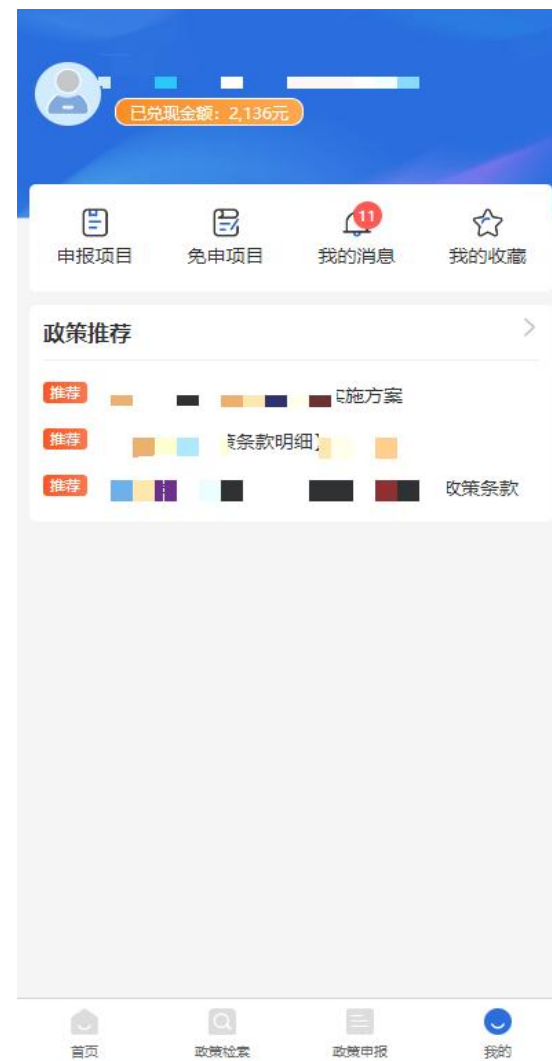 已兑现金额：2,136元
11
申报项目 免申项目 我的消息 我的收藏
政策推荐
推荐 实施方案
推荐 条款明细】
推荐 政策条款
首页 政策检索 政策申报 我的